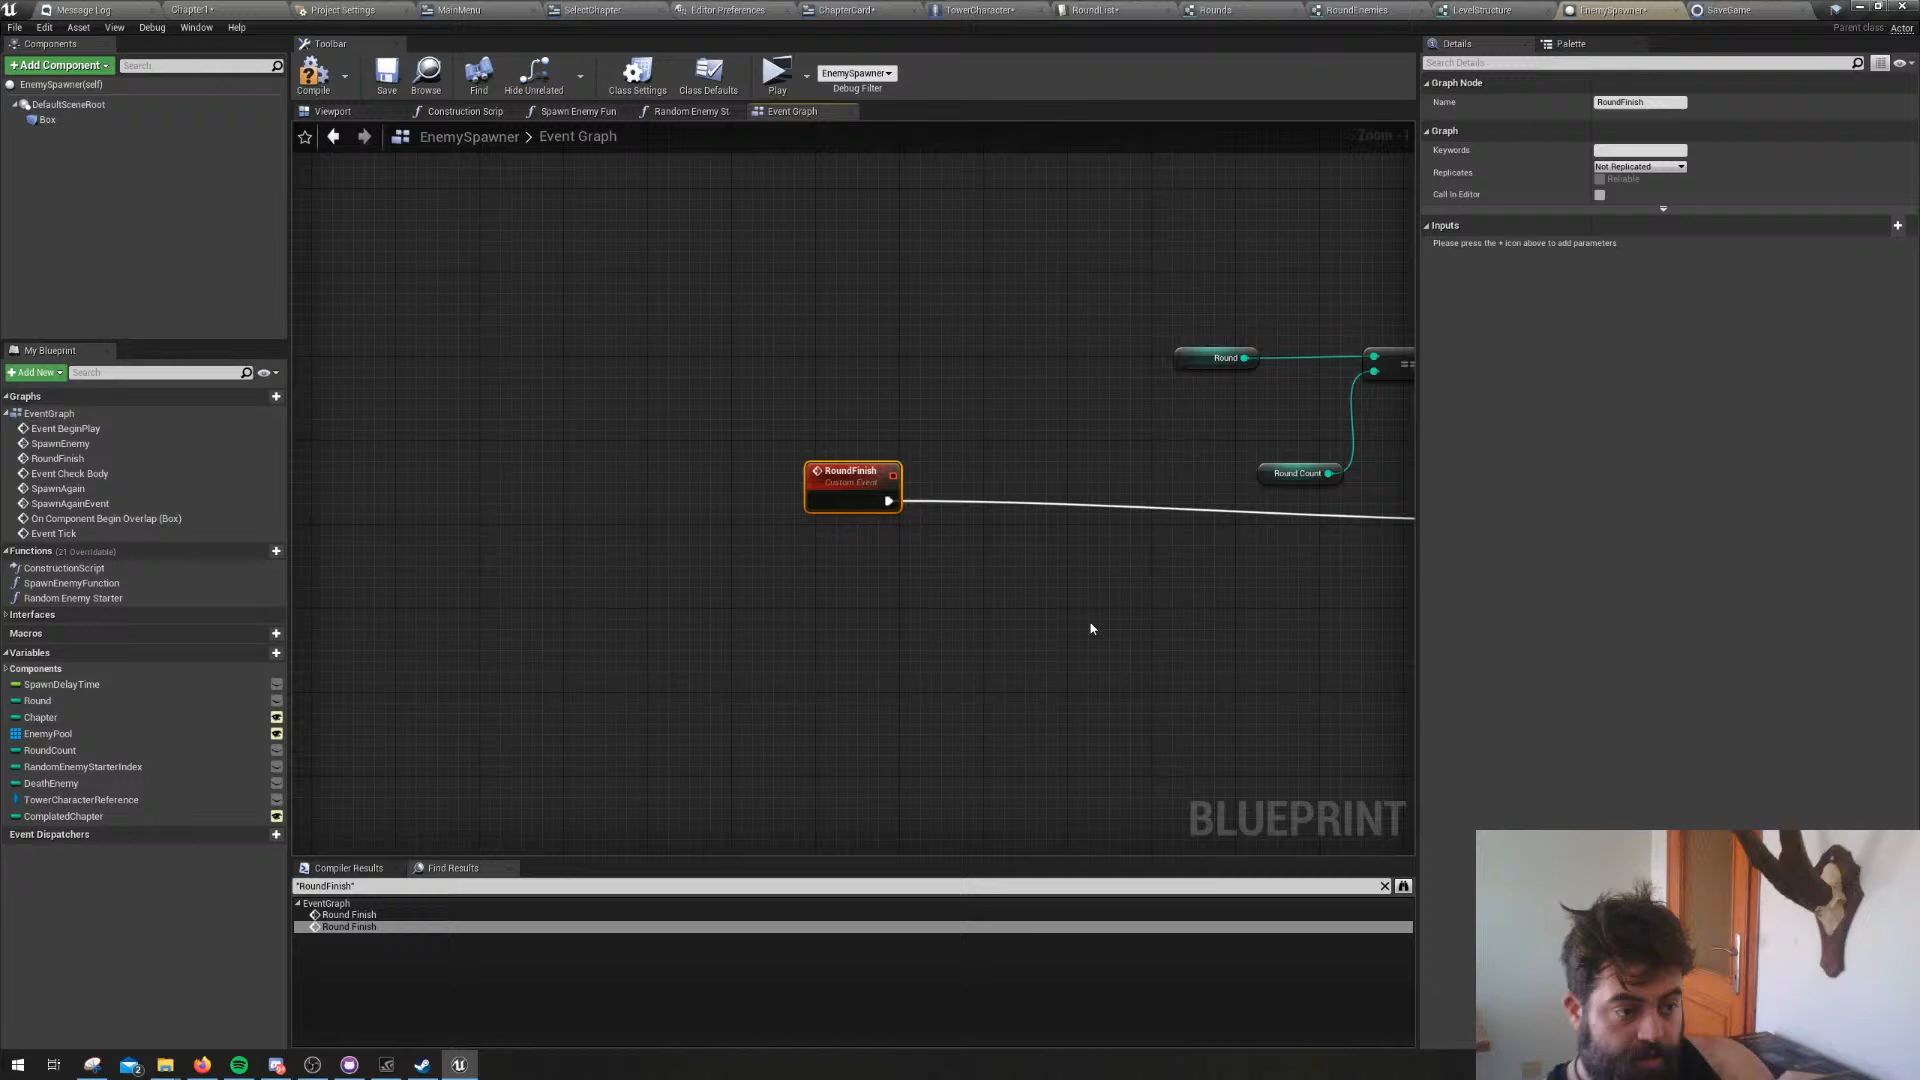 Message Log
Chapter1*
Project Settings
MainMenu
SelectChapter
Editor Preferences
ChapterCard*
TowerCharacter*
RoundList*
Rounds
RoundEnemies
LevelStructure
EnemySpawner*
SaveGame
File Edit Asset View Debug Window Help
Parent class: Actor
Components
+Add Component
Search
EnemySpawner(self)
DefaultSceneRoot
Box
My Blueprint
+Add New
Search
Graphs
EventGraph
Event BeginPlay
SpawnEnemy
RoundFinish
Event Check Body
SpawnAgain
SpawnAgainEvent
On Component Begin Overlap (Box)
Event Tick
Functions (21 Overridable)
ConstructionScript
SpawnEnemyFunction
Random Enemy Starter
Interfaces
Macros
Variables
Components
SpawnDelayTime
Round
Chapter
EnemyPool
RoundCount
RandomEnemyStarterIndex
DeathEnemy
TowerCharacterReference
ComplatedChapter
Event Dispatchers
Toolbar
Compile
Save
Browse
Find
Hide Unrelated
Class Settings
Class Defaults
Play
EnemySpawner
Debug Filter
Viewport
Construction Scrip
Spawn Enemy Fun
Random Enemy St
Event Graph
EnemySpawner > Event Graph
Zoom -1
Round
==
Round Count
RoundFinish
Custom Event
BLUEPRINT
Compiler Results
Find Results
"RoundFinish"
EventGraph
Round Finish
Round Finish
Details
Palette
Search Details
Graph Node
Name
RoundFinish
Graph
Keywords
Replicates
Not Replicated
Reliable
Call In Editor
Inputs
Please press the + icon above to add parameters
2